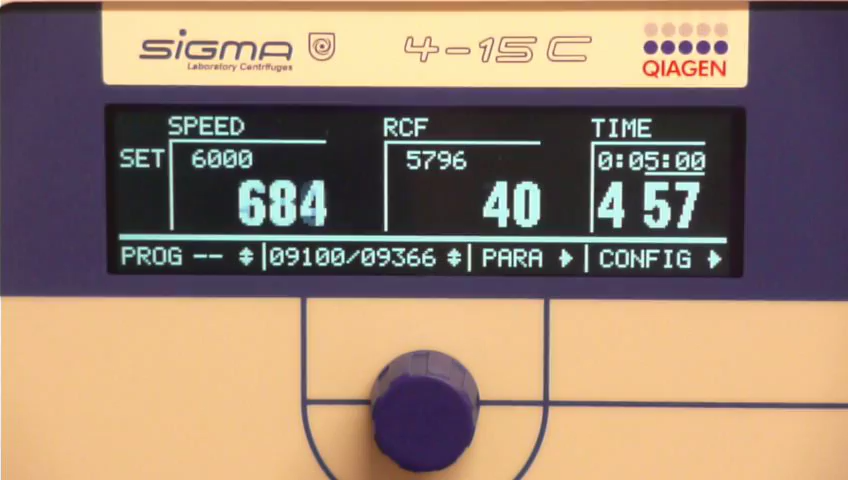 SIGMA 4-15 C
Laboratory Centrifuges
QIAGEN
SPEED RCF TIME
SET 6000 5796 0:05:00
684 40 4 57
PROG -- 09100/09366 PARA CONFIG